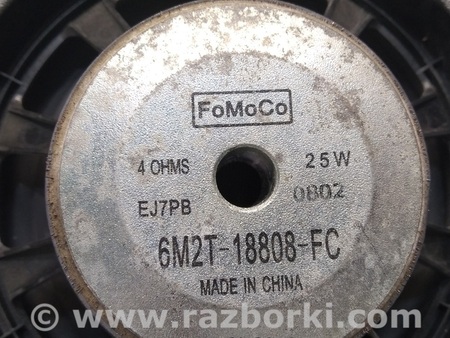 FoMoCo
4 OHMS 25W
EJ7PB 0802
6M2T-18808-FC
MADE IN CHINA
© www.razborki.com